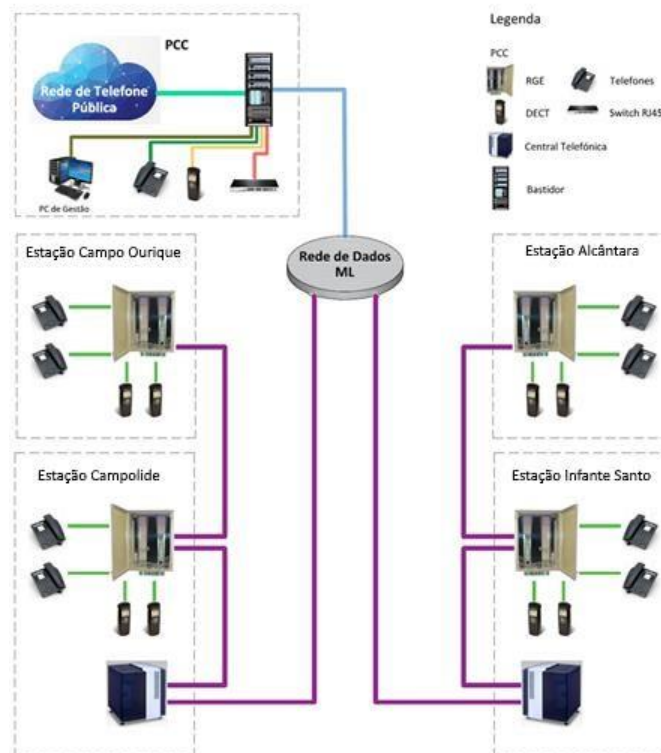 PCC
Rede de Telefone
Pública
PC de Gestão
Legenda
PCC
RGE
Telefones
DECT
Switch RJ45
Central Telefónica
Bastidor
Rede de Dados
ML
Estação Campo Ourique
Estação Alcântara
Estação Campolide
Estação Infante Santo